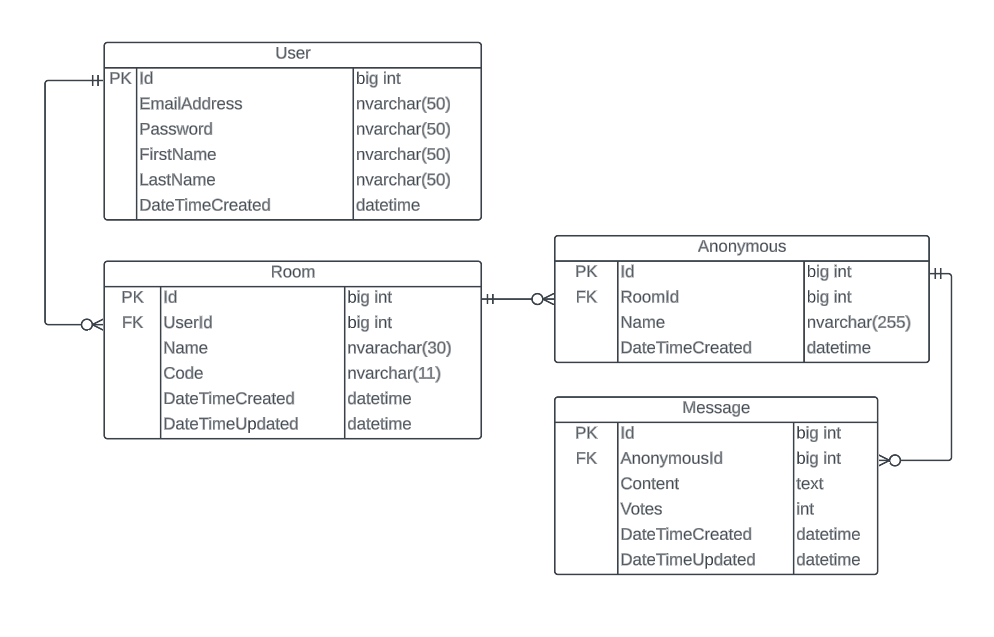 User
PK Id big int
EmailAddress nvarchar(50)
Password nvarchar(50)
FirstName nvarchar(50)
LastName nvarchar(50)
DateTimeCreated datetime
Room
PK Id big int
FK UserId big int
Name nvarachar(30)
Code nvarchar(11)
DateTimeCreated datetime
DateTimeUpdated datetime
Anonymous
PK Id big int
FK RoomId big int
Name nvarchar(255)
DateTimeCreated datetime
Message
PK Id big int
FK AnonymousId big int
Content text
Votes int
DateTimeCreated datetime
DateTimeUpdated datetime